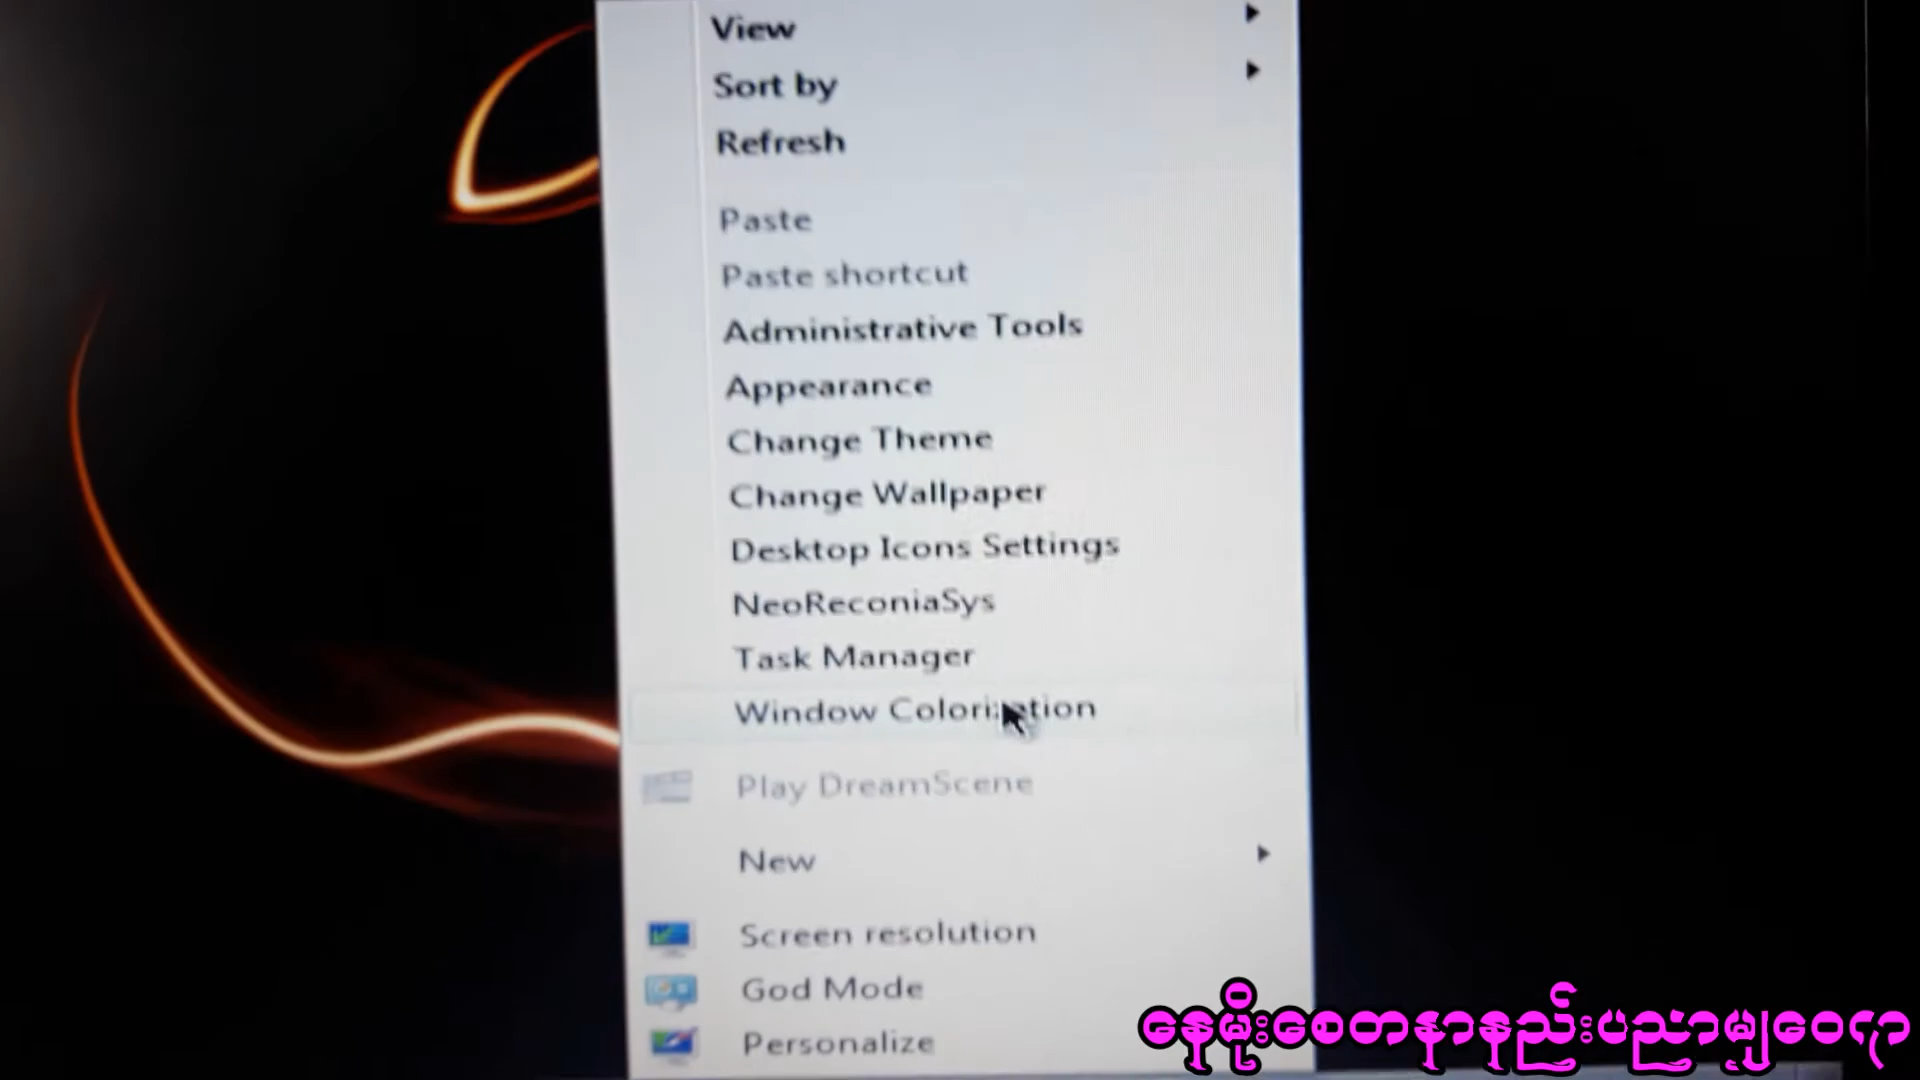 View
Sort by
Refresh
Paste
Paste shortcut
Administrative Tools
Appearance
Change Theme
Change Wallpaper
Desktop Icons Settings
NeoReconiaSys
Task Manager
Window Colorization
Play DreamScene
New
Screen resolution
God Mode
Personalize
နေမိုးစေတနာနည်းပညာမျှဝေရာ